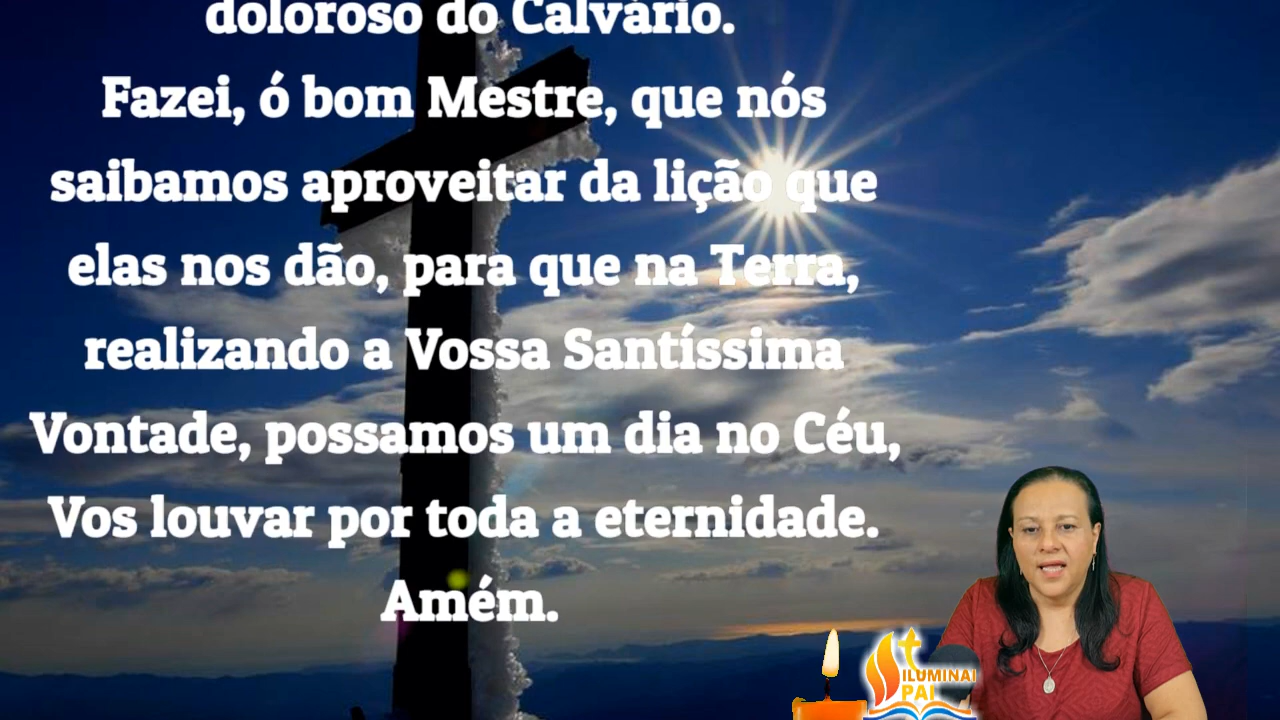 doloroso do Calvário.
Fazei, ó bom Mestre, que nós
saibamos aproveitar da lição que
elas nos dão, para que na Terra,
realizando a Vossa Santíssima
Vontade, possamos um dia no Céu,
Vos louvar por toda a eternidade.
Amém.
ILUMINAI
PAI